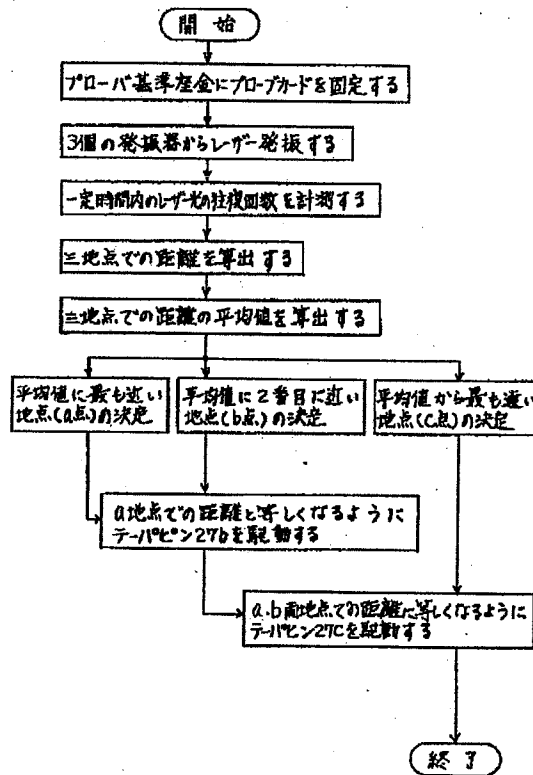 開始
プローバ基準座金にプローブカードを固定する
3個の発振器からレーザー発振する
一定時間内のレーザー光の往復回数を計測する
三地点での距離を算出する
三地点での距離の平均値を算出する
平均値に最も近い
地点(a点)の決定
平均値に2番目に近い
地点(b点)の決定
平均値から最も遠い
地点(c点)の決定
a地点での距離と等しくなるように
テーパピン27bを駆動する
a.b両地点での距離に等しくなるように
テーパピン27Cを駆動する
終了